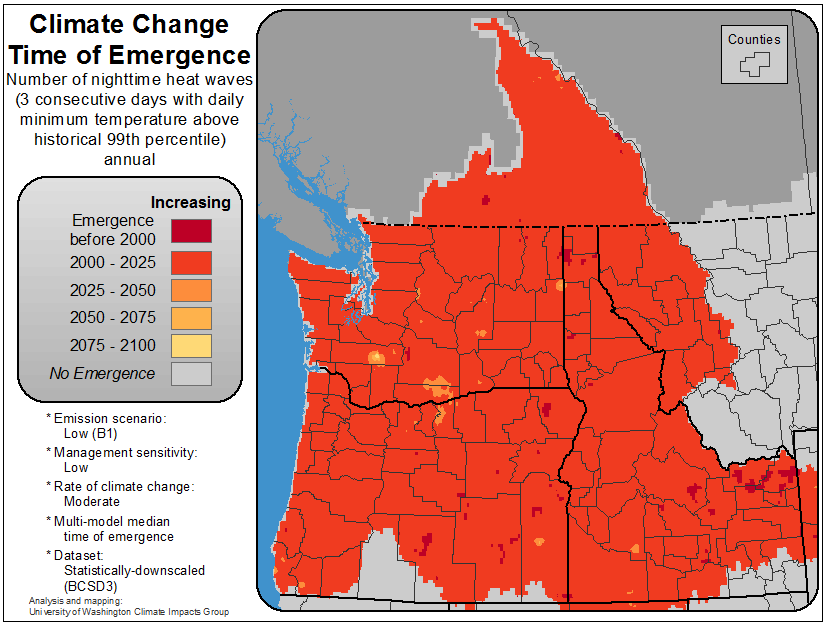 Climate Change
Time of Emergence
Number of nighttime heat waves
(3 consecutive days with daily
minimum temperature above
historical 99th percentile)
annual
Increasing
Emergence
before 2000
2000 - 2025
2025 - 2050
2050 - 2075
2075 - 2100
No Emergence
* Emission scenario:
Low (B1)
* Management sensitivity:
Low
* Rate of climate change:
Moderate
* Multi-model median
time of emergence
* Dataset:
Statistically-downscaled
(BCSD3)
Analysis and mapping:
University of Washington Climate Impacts Group
Counties